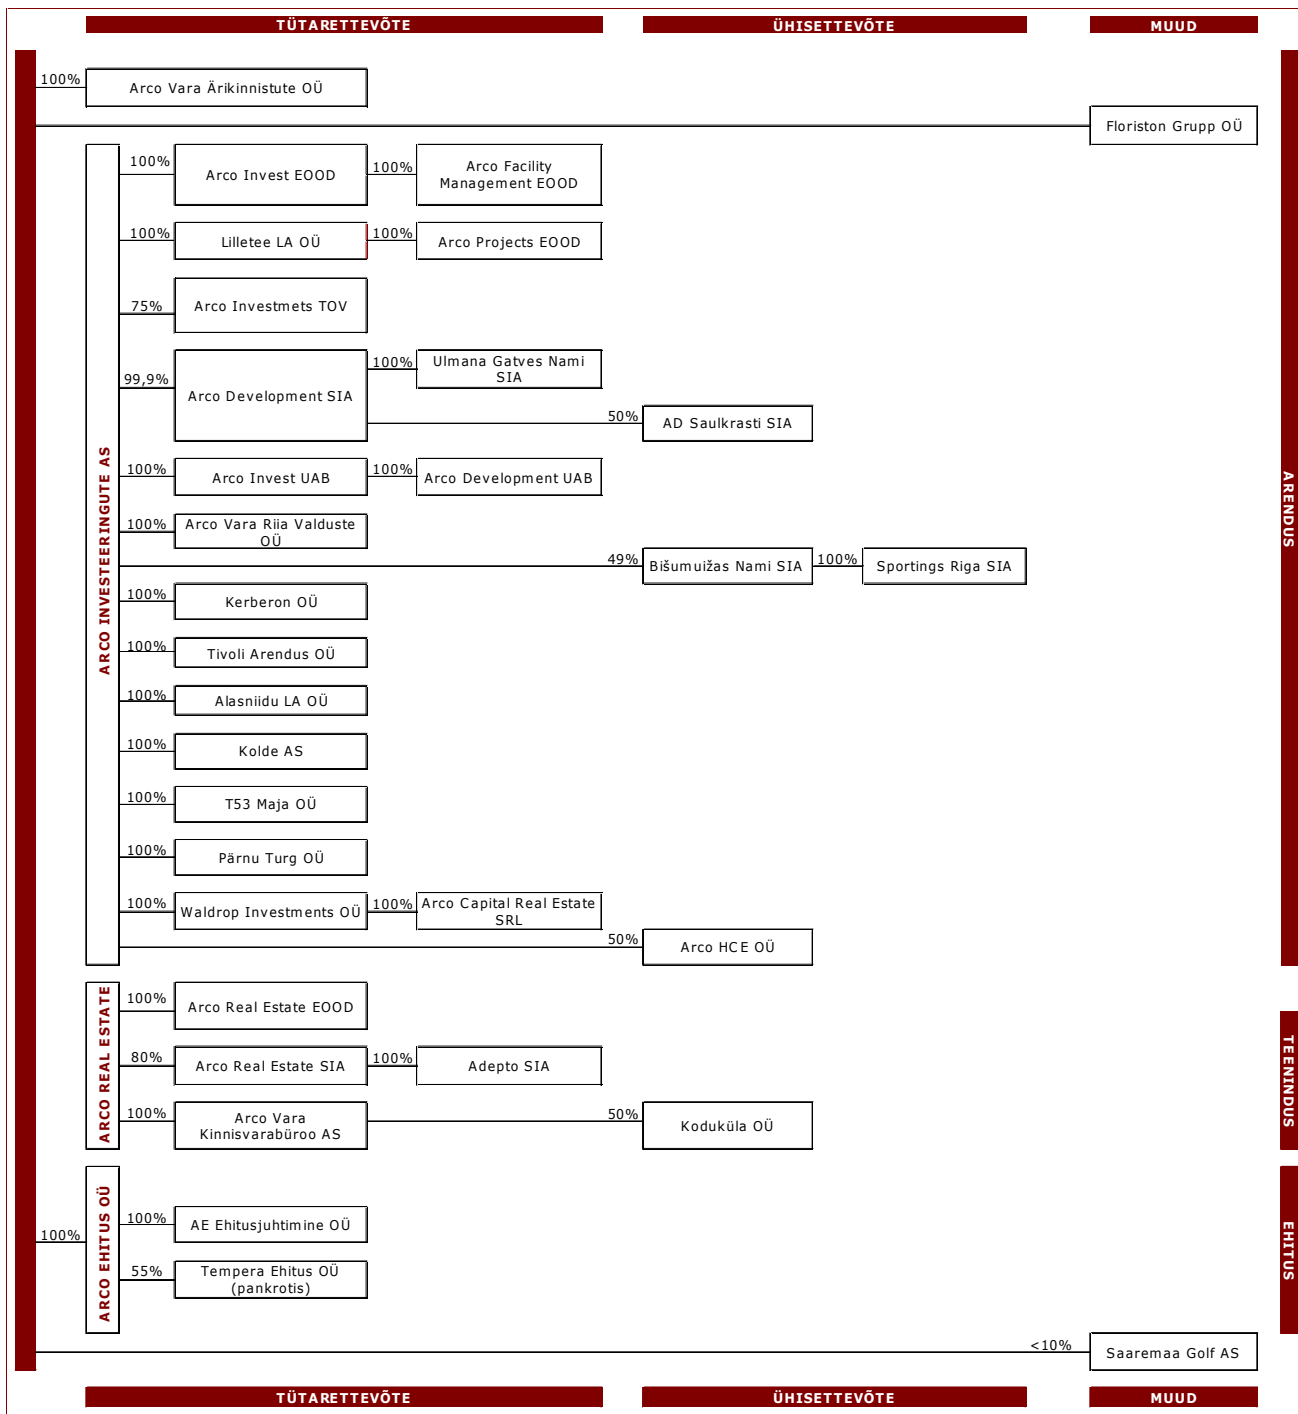 TÜTARETTEVÕTE
ÜHISETTEVÕTE
MUUD
100%
Arco Vara Ärikinnistute OÜ
Floriston Grupp OÜ
ARCO INVESTEERINGUTE AS
ARENDUS
100%
Arco Invest EOOD
100%
Arco Facility
Management EOOD
100%
Lilletee LA OÜ
100%
Arco Projects EOOD
75%
Arco Investmets TOV
99,9%
Arco Development SIA
100%
Ulmana Gatves Nami
SIA
50%
AD Saulkrasti SIA
100%
Arco Invest UAB
100%
Arco Development UAB
100%
Arco Vara Riia Valduste
OÜ
49%
Bišumuižas Nami SIA
100%
Sportings Riga SIA
100%
Kerberon OÜ
100%
Tivoli Arendus OÜ
100%
Alasniidu LA OÜ
100%
Kolde AS
100%
T53 Maja OÜ
100%
Pärnu Turg OÜ
100%
Waldrop Investments OÜ
100%
Arco Capital Real Estate
SRL
50%
Arco HCE OÜ
ARCO REAL ESTATE
TEENINDUS
100%
Arco Real Estate EOOD
80%
Arco Real Estate SIA
100%
Adepto SIA
100%
Arco Vara
Kinnisvarabüroo AS
50%
Koduküla OÜ
100%
ARCO EHITUS OÜ
EHITUS
100%
AE Ehitusjuhtimine OÜ
55%
Tempera Ehitus OÜ
(pankrotis)
<10%
Saaremaa Golf AS
TÜTARETTEVÕTE
ÜHISETTEVÕTE
MUUD